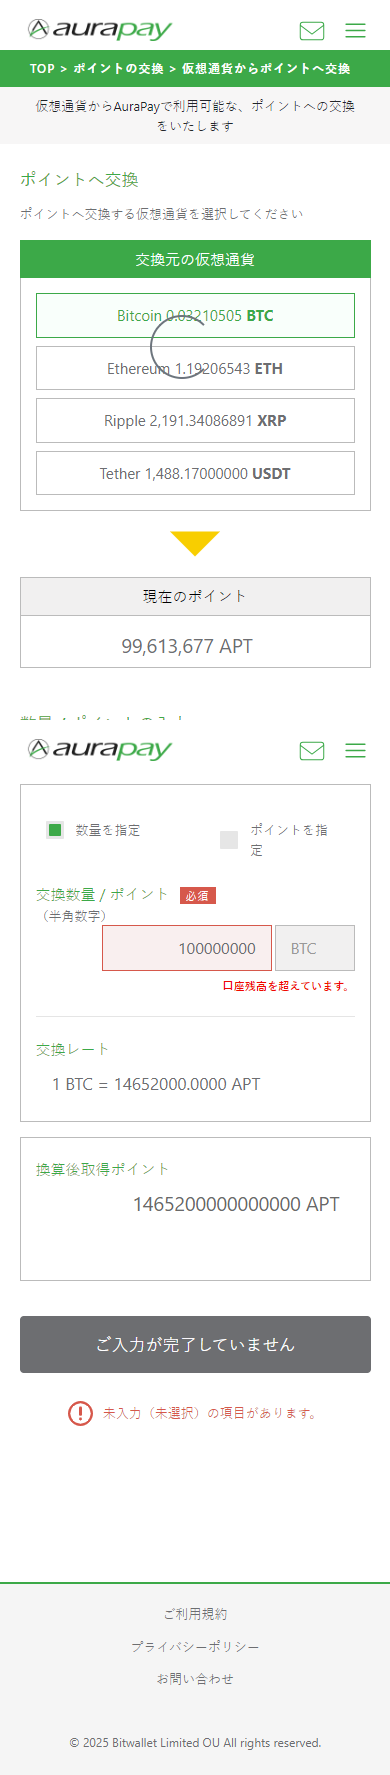 aurapay
TOP > ポイントの交換 > 仮想通貨からポイントへ交換
仮想通貨からAuraPayで利用可能な、ポイントへの交換
をいたします
ポイントへ交換
ポイントへ交換する仮想通貨を選択してください
交換元の仮想通貨
Bitcoin 0.03210505 BTC
Ethereum 1.19206543 ETH
Ripple 2,191.34086891 XRP
Tether 1,488.17000000 USDT
現在のポイント
99,613,677 APT
数量 / ポイントの入力
aurapay
数量を指定
ポイントを指
定
交換数量 / ポイント 必須
（半角数字）
100000000 BTC
口座残高を超えています。
交換レート
1 BTC = 14652000.0000 APT
換算後取得ポイント
1465200000000000 APT
ご入力が完了していません
未入力（未選択）の項目があります。
ご利用規約
プライバシーポリシー
お問い合わせ
© 2025 Bitwallet Limited OU All rights reserved.